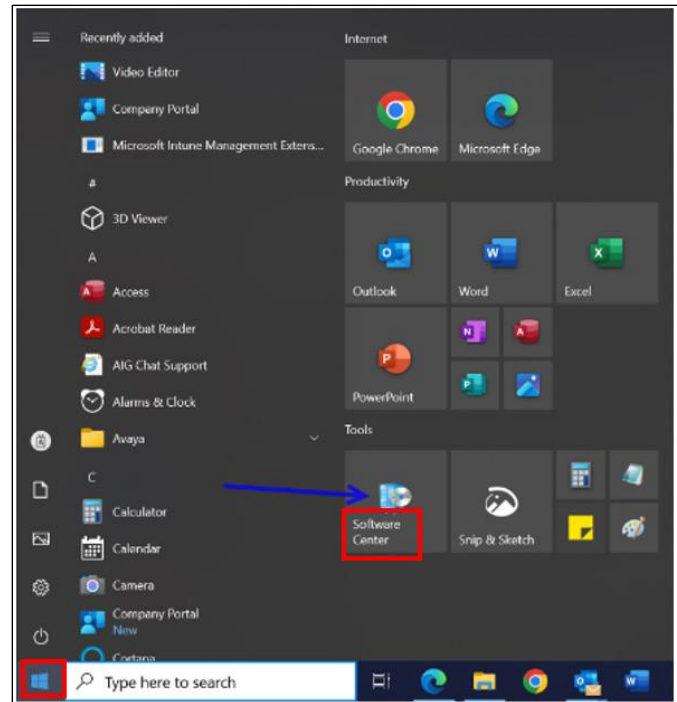 Recently added
Video Editor
Company Portal
Microsoft Intune Management Extens...
#
3D Viewer
A
Access
Acrobat Reader
AIG Chat Support
Alarms & Clock
Avaya
C
Calculator
Calendar
Camera
Company Portal
New
Cortana
Internet
Google Chrome
Microsoft Edge
Productivity
Outlook
Word
Excel
PowerPoint
Tools
Software
Center
Snip & Sketch
Type here to search